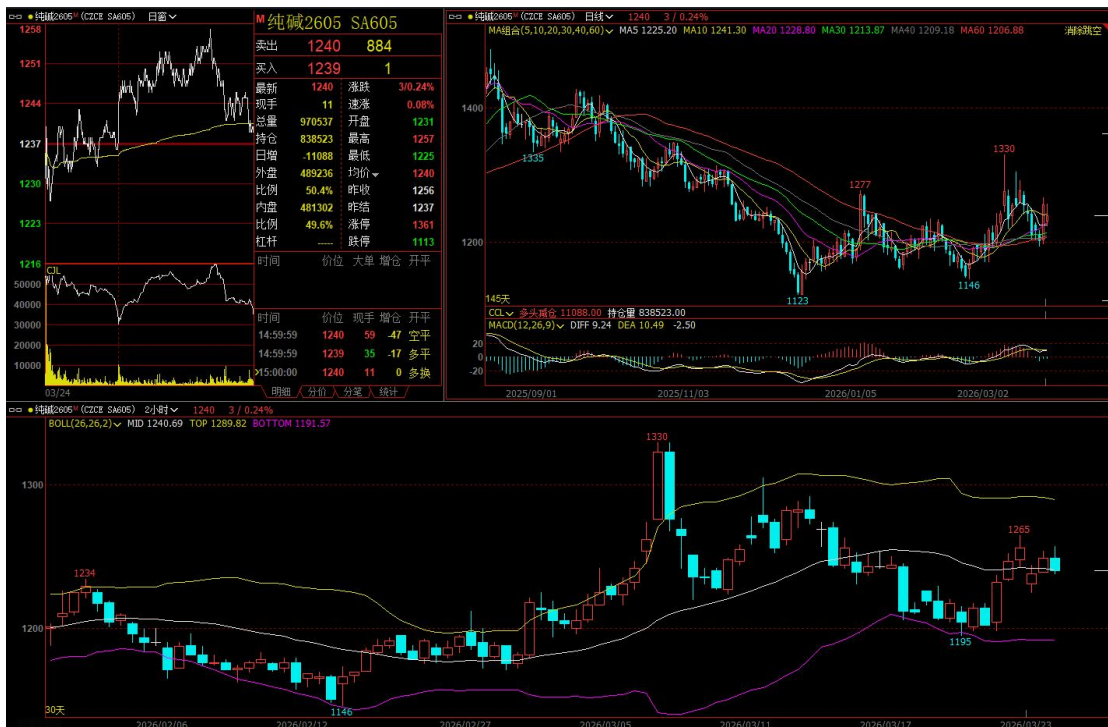 纯碱2605M (CZCE SA605) 日窗
1258
1251
1244
1237
1230
1223
1216
CJL
50000
40000
30000
20000
10000
03/24
M 纯碱2605 SA605
卖出 1240 884
买入 1239 1
最新 1240 涨跌 3/0.24%
现手 11 速涨 0.08%
总量 970537 开盘 1231
持仓 838523 最高 1257
日增 -11088 最低 1225
外盘 489236 均价 1240
比例 50.4% 昨收 1256
内盘 481302 昨结 1237
比例 49.6% 涨停 1361
杠杆 ---- 跌停 1113
时间 价位 大单 增仓 开平
时间 价位 现手 增仓 开平
14:59:59 1240 59 -47 空平
14:59:59 1239 35 -17 多平
15:00:00 1240 11 0 多换
明细 分价 分笔 统计
纯碱2605M (CZCE SA605) 日线 1240 3 / 0.24%
MA组合(5,10,20,30,40,60) MA5 1225.20 MA10 1241.30 MA20 1228.80 MA30 1213.87 MA40 1209.18 MA60 1206.88 消除跳空
1400
1335
1330
1277
1200
1146
1123
145天
CCL 多头减仓 11088.00 持仓量 838523.00
MACD(12,26,9) DIFF 9.24 DEA 10.49 -2.50
20
0
-20
2025/09/01 2025/11/03 2026/01/05 2026/03/02
纯碱2605M (CZCE SA605) 2小时 1240 3 / 0.24%
BOLL(26,26,2) MID 1240.69 TOP 1289.82 BOTTOM 1191.57
1330
1300
1265
1234
1200
1195
1146
30天
2026/02/06 2026/02/12 2026/02/27 2026/03/05 2026/03/11 2026/03/17 2026/03/23